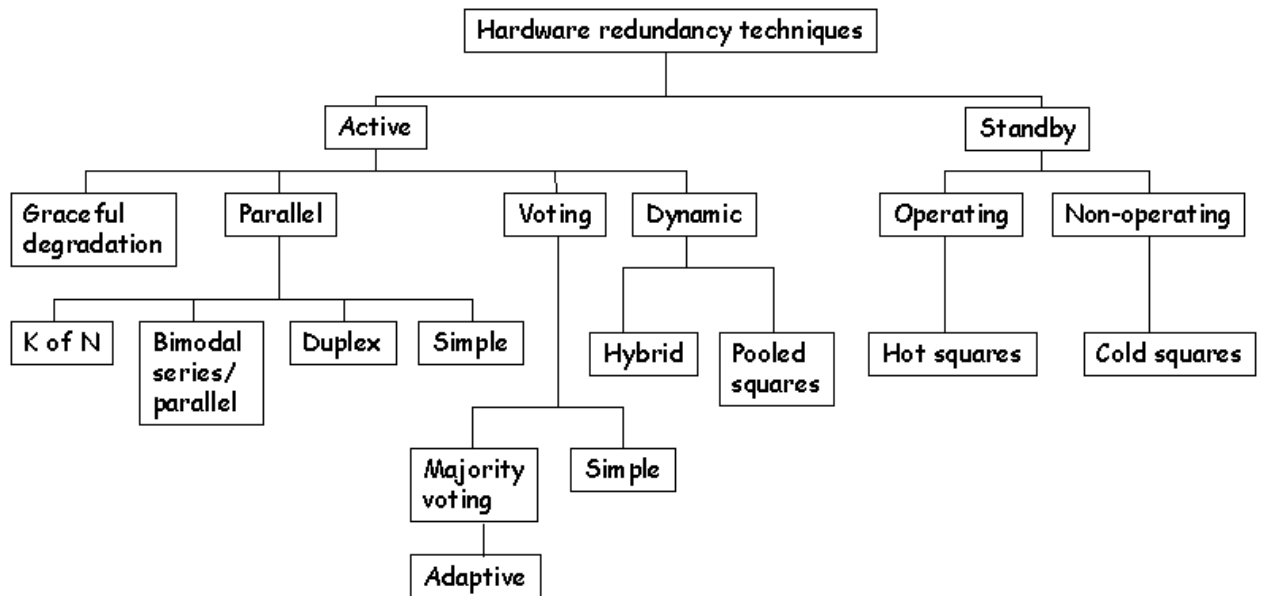 Hardware redundancy techniques
Active
Standby
Graceful
degradation
Parallel
Voting
Dynamic
Operating
Non-operating
K of N
Bimodal
series/
parallel
Duplex
Simple
Hybrid
Pooled
squares
Hot squares
Cold squares
Majority
voting
Simple
Adaptive